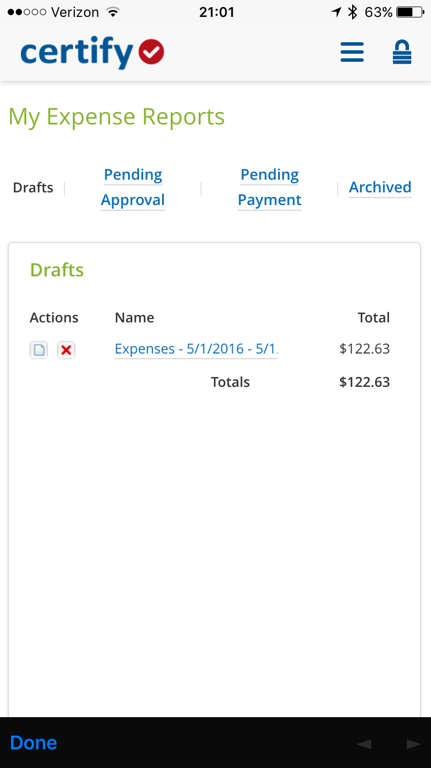 Verizon 21:01 63%
certify
My Expense Reports
Drafts
Pending
Approval
Pending
Payment
Archived
Drafts
Actions Name Total
Expenses - 5/1/2016 - 5/1 $122.63
Totals $122.63
Done